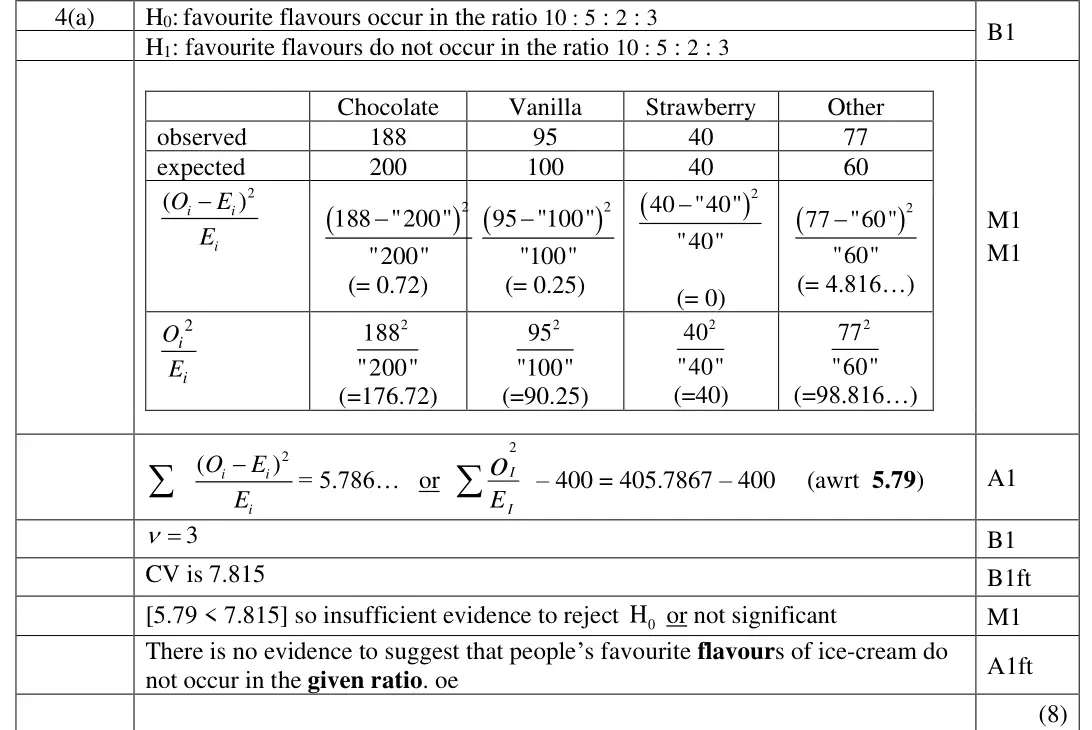 4(a) H₀: favourite flavours occur in the ratio 10 : 5 : 2 : 3 B1
H₁: favourite flavours do not occur in the ratio 10 : 5 : 2 : 3
Chocolate Vanilla Strawberry Other
observed 188 95 40 77
expected 200 100 40 60
(Oᵢ – Eᵢ)² / Eᵢ (188 – "200")² / "200" (= 0.72) (95 – "100")² / "100" (= 0.25) (40 – "40")² / "40" (= 0) (77 – "60")² / "60" (= 4.816…) M1 M1
Oᵢ² / Eᵢ 188² / "200" (=176.72) 95² / "100" (=90.25) 40² / "40" (=40) 77² / "60" (=98.816…)
∑ (Oᵢ – Eᵢ)² / Eᵢ = 5.786… or ∑ O_I² / E_I – 400 = 405.7867 – 400 (awrt 5.79) A1
ν = 3 B1
CV is 7.815 B1ft
[5.79 < 7.815] so insufficient evidence to reject H₀ or not significant M1
There is no evidence to suggest that people's favourite flavours of ice-cream do
not occur in the given ratio. oe A1ft
(8)